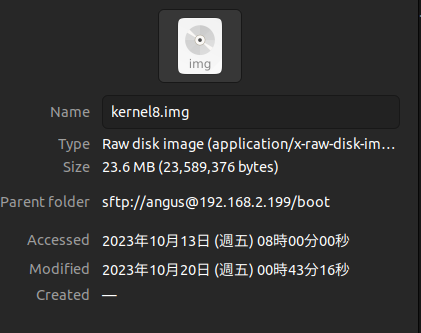 img
Name kernel8.img
Type Raw disk image (application/x-raw-disk-im…
Size 23.6 MB (23,589,376 bytes)
Parent folder sftp://angus@192.168.2.199/boot
Accessed 2023年10月13日 (週五) 08時00分00秒
Modified 2023年10月20日 (週五) 00時43分16秒
Created —